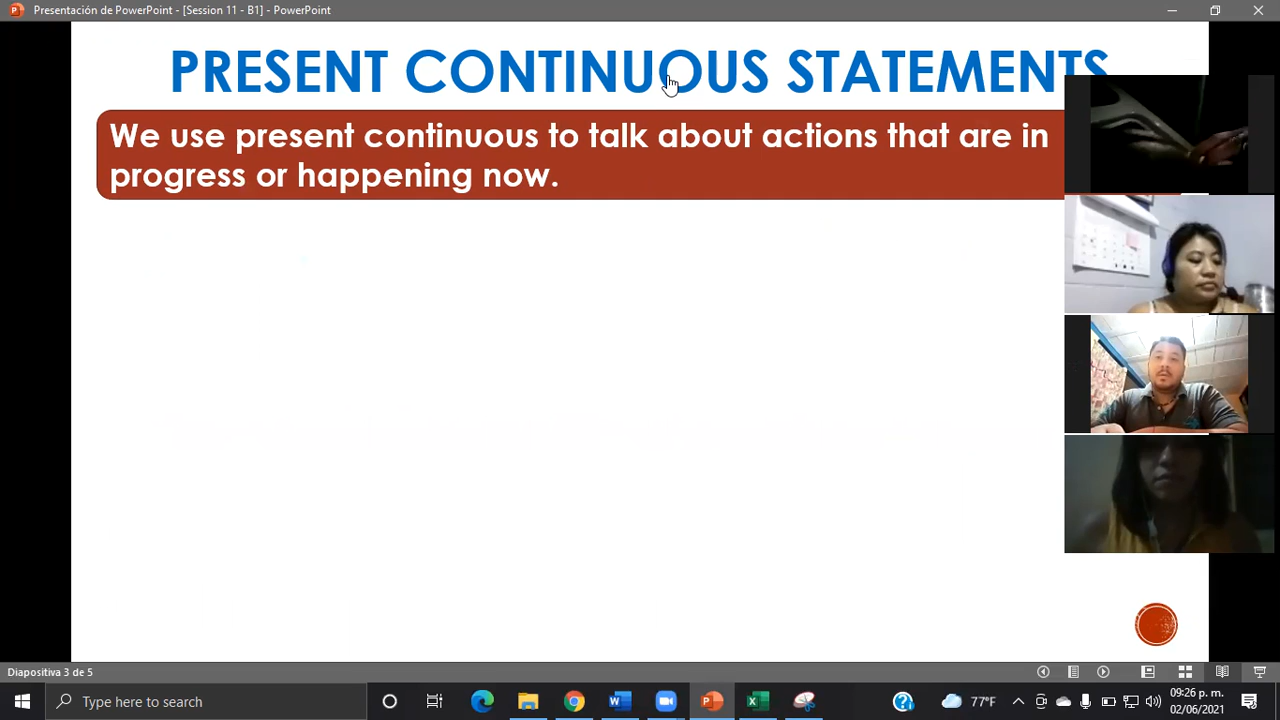 Presentación de PowerPoint - [Session 11 - B1] - PowerPoint
PRESENT CONTINUOUS STATEMENTS
We use present continuous to talk about actions that are in
progress or happening now.
Diapositiva 3 de 5
Type here to search
77°F
09:26 p. m.
02/06/2021